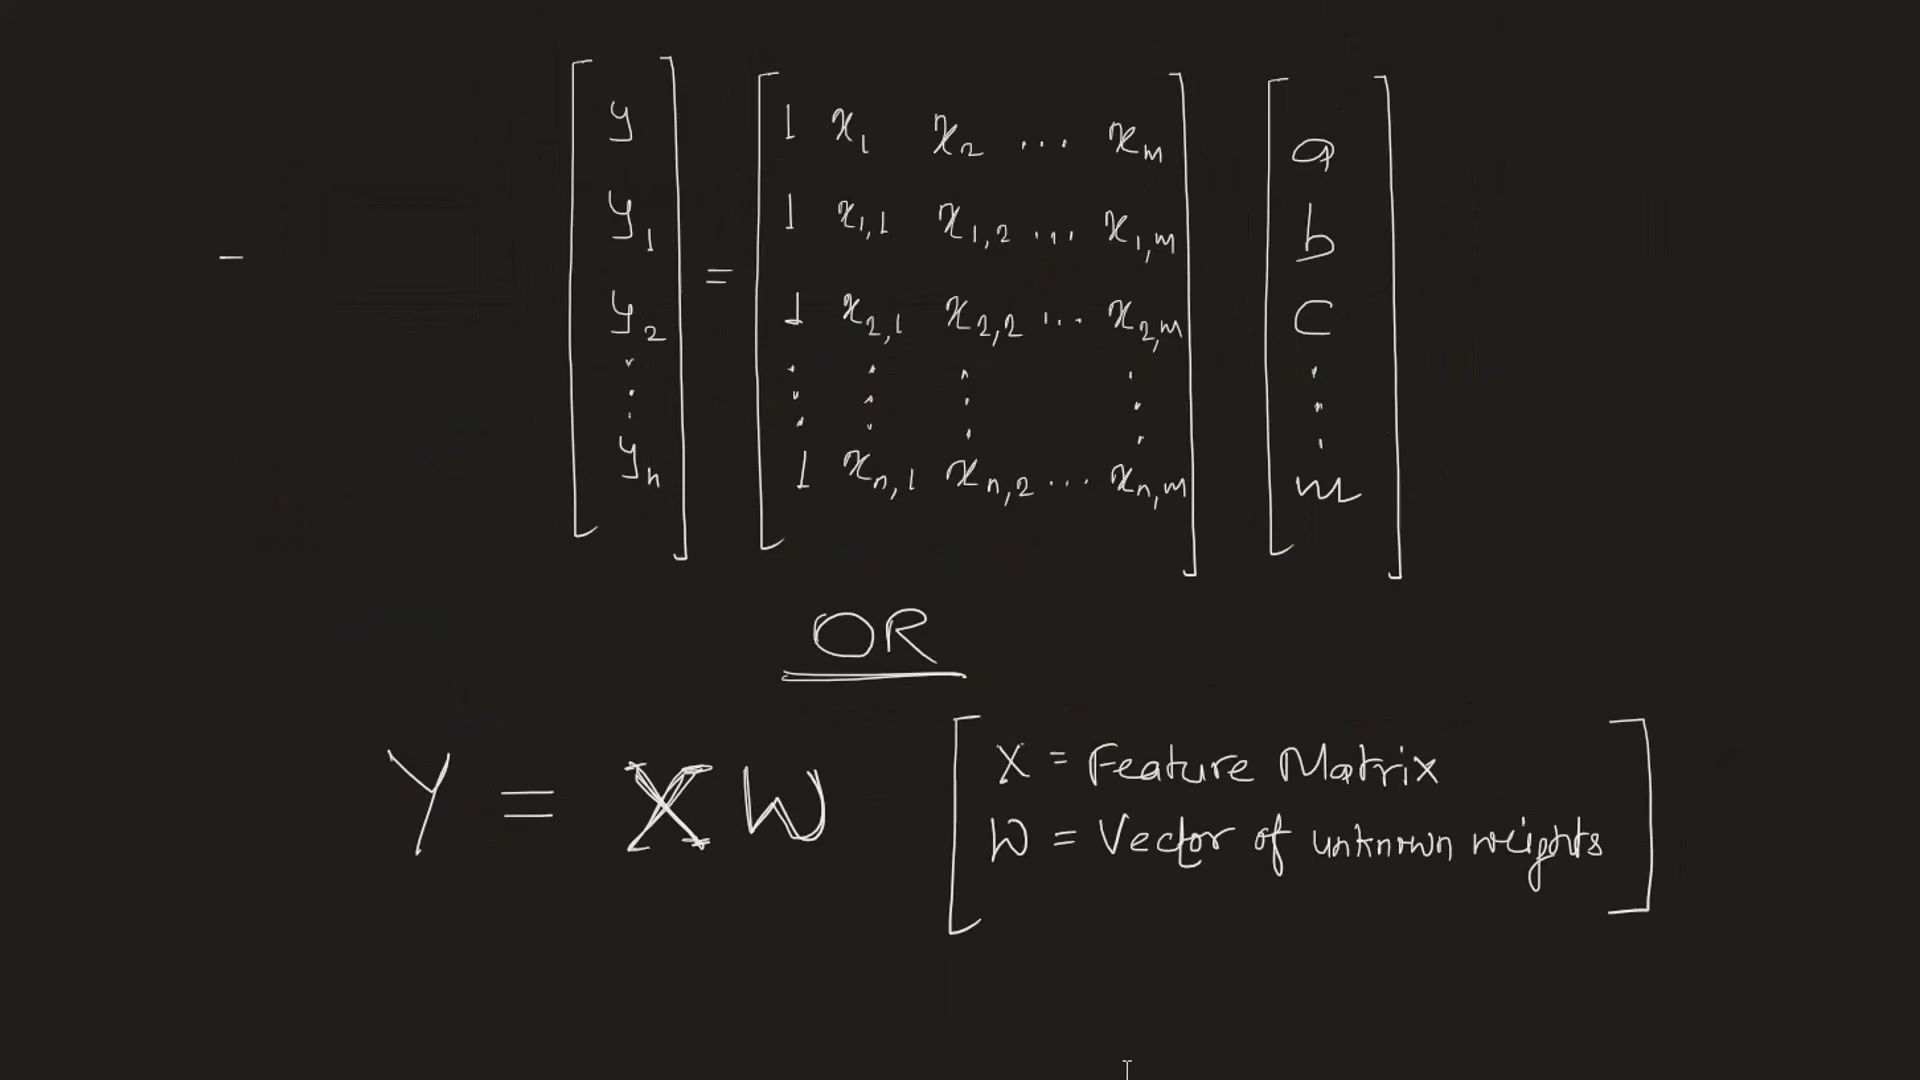 y 1 x₁ x₂ ... xₘ a
y₁ 1 x₁,₁ x₁,₂ ... x₁,ₘ b
= 
y₂ 1 x₂,₁ x₂,₂ ... x₂,ₘ c
yₙ 1 xₙ,₁ xₙ,₂ ... xₙ,ₘ m
OR
Y = X W
X = Feature Matrix
W = Vector of unknown weights